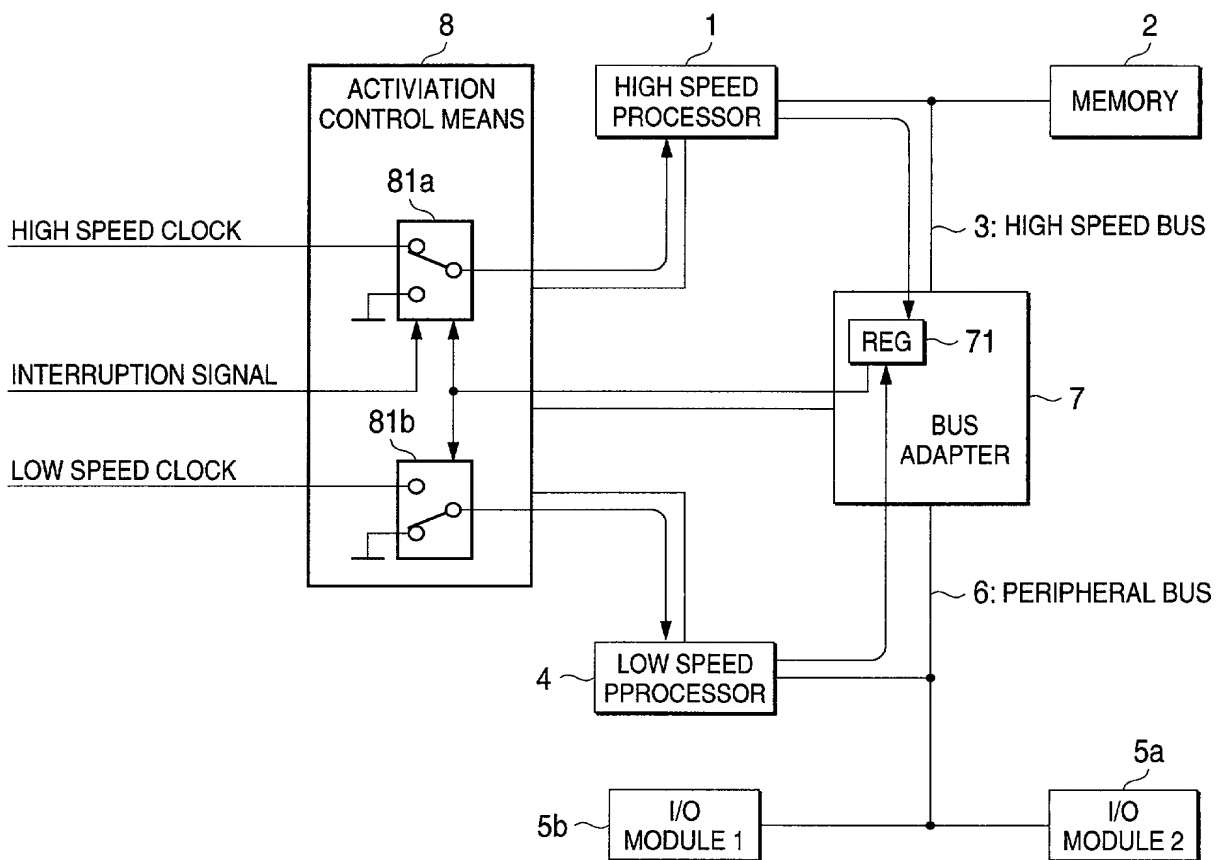 8
ACTIVIATION
CONTROL MEANS
1
HIGH SPEED
PROCESSOR
2
MEMORY
81a
HIGH SPEED CLOCK
3: HIGH SPEED BUS
REG
71
INTERRUPTION SIGNAL
7
BUS
ADAPTER
81b
LOW SPEED CLOCK
6: PERIPHERAL BUS
4
LOW SPEED
PPROCESSOR
5a
5b
I/O
MODULE 1
I/O
MODULE 2